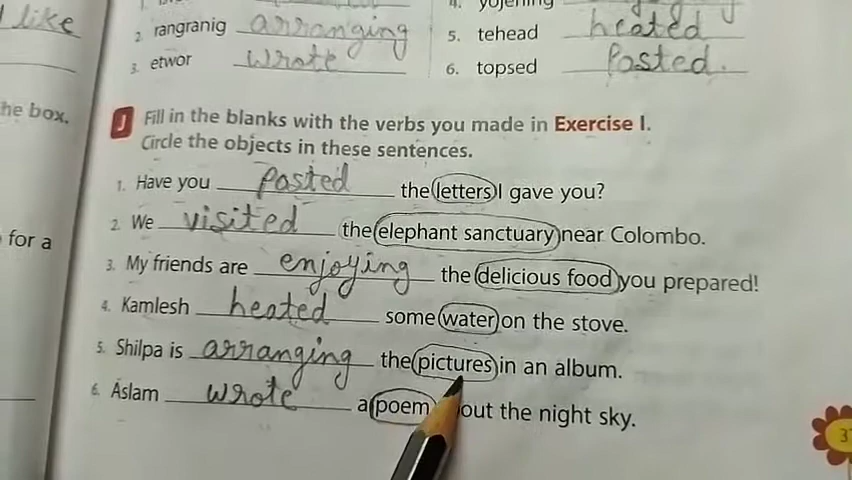 like
4. yojening
2. rangranig arranging
5. tehead heated
3. etwor wrote
6. topsed Posted.
he box.
J Fill in the blanks with the verbs you made in Exercise I.
Circle the objects in these sentences.
1. Have you Posted the letters I gave you?
for a
2. We visited the elephant sanctuary near Colombo.
3. My friends are enjoying the delicious food you prepared!
4. Kamlesh heated some water on the stove.
5. Shilpa is arranging the pictures in an album.
6. Aslam wrote a poem out the night sky.
37